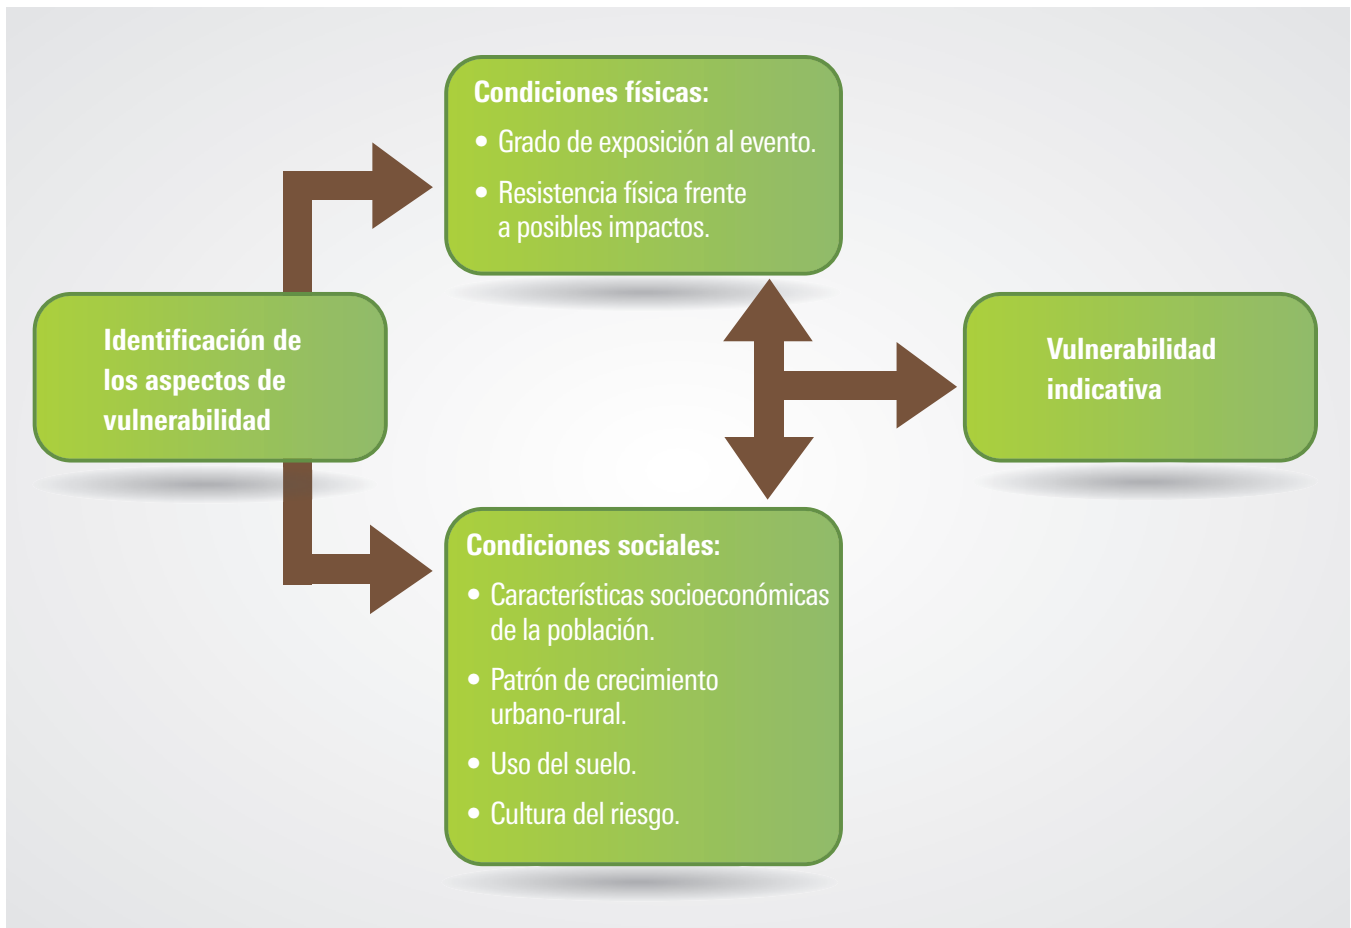 Condiciones físicas:
• Grado de exposición al evento.
• Resistencia física frente
a posibles impactos.
Identificación de
los aspectos de
vulnerabilidad
Vulnerabilidad
indicativa
Condiciones sociales:
• Características socioeconómicas
de la población.
• Patrón de crecimiento
urbano-rural.
• Uso del suelo.
• Cultura del riesgo.